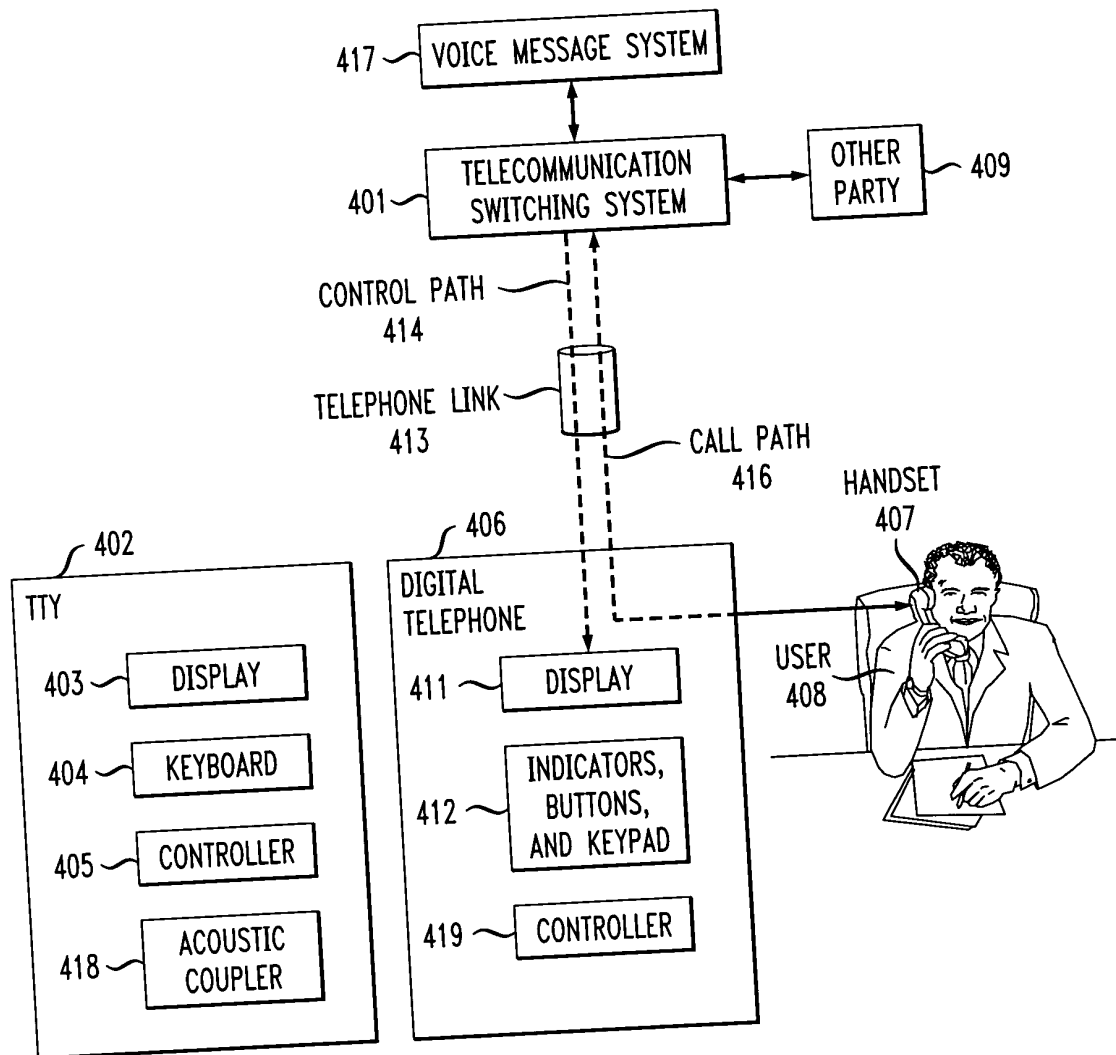 417
VOICE MESSAGE SYSTEM
401
TELECOMMUNICATION
SWITCHING SYSTEM
OTHER
PARTY
409
CONTROL PATH
414
TELEPHONE LINK
413
CALL PATH
416
HANDSET
407
402
TTY
403
DISPLAY
404
KEYBOARD
405
CONTROLLER
418
ACOUSTIC
COUPLER
406
DIGITAL
TELEPHONE
411
DISPLAY
412
INDICATORS,
BUTTONS,
AND KEYPAD
419
CONTROLLER
USER
408